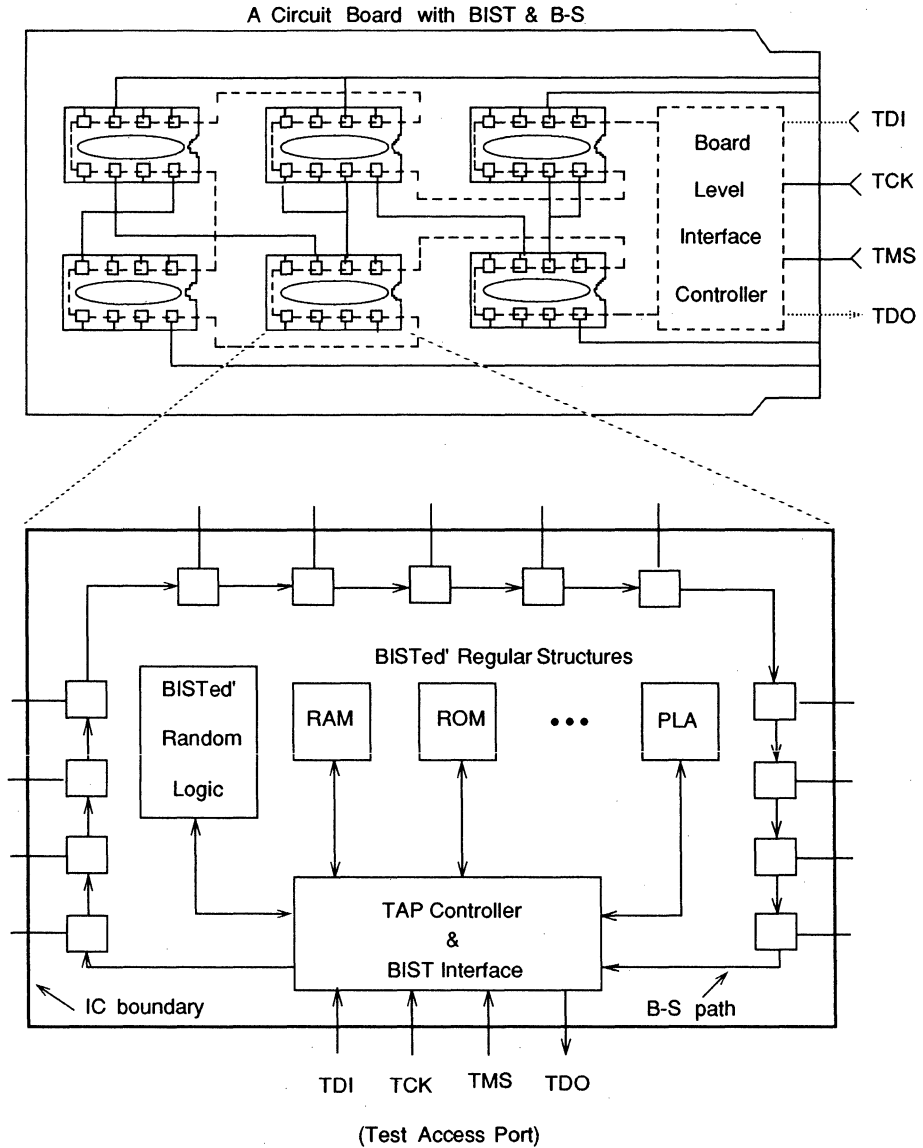 A Circuit Board with BIST & B-S
TDI
Board
TCK
Level
Interface
TMS
Controller
TDO
BISTed' Regular Structures
BISTed'
Random
Logic
RAM
ROM
PLA
TAP Controller
&
BIST Interface
IC boundary
B-S path
TDI
TCK
TMS
TDO
(Test Access Port)